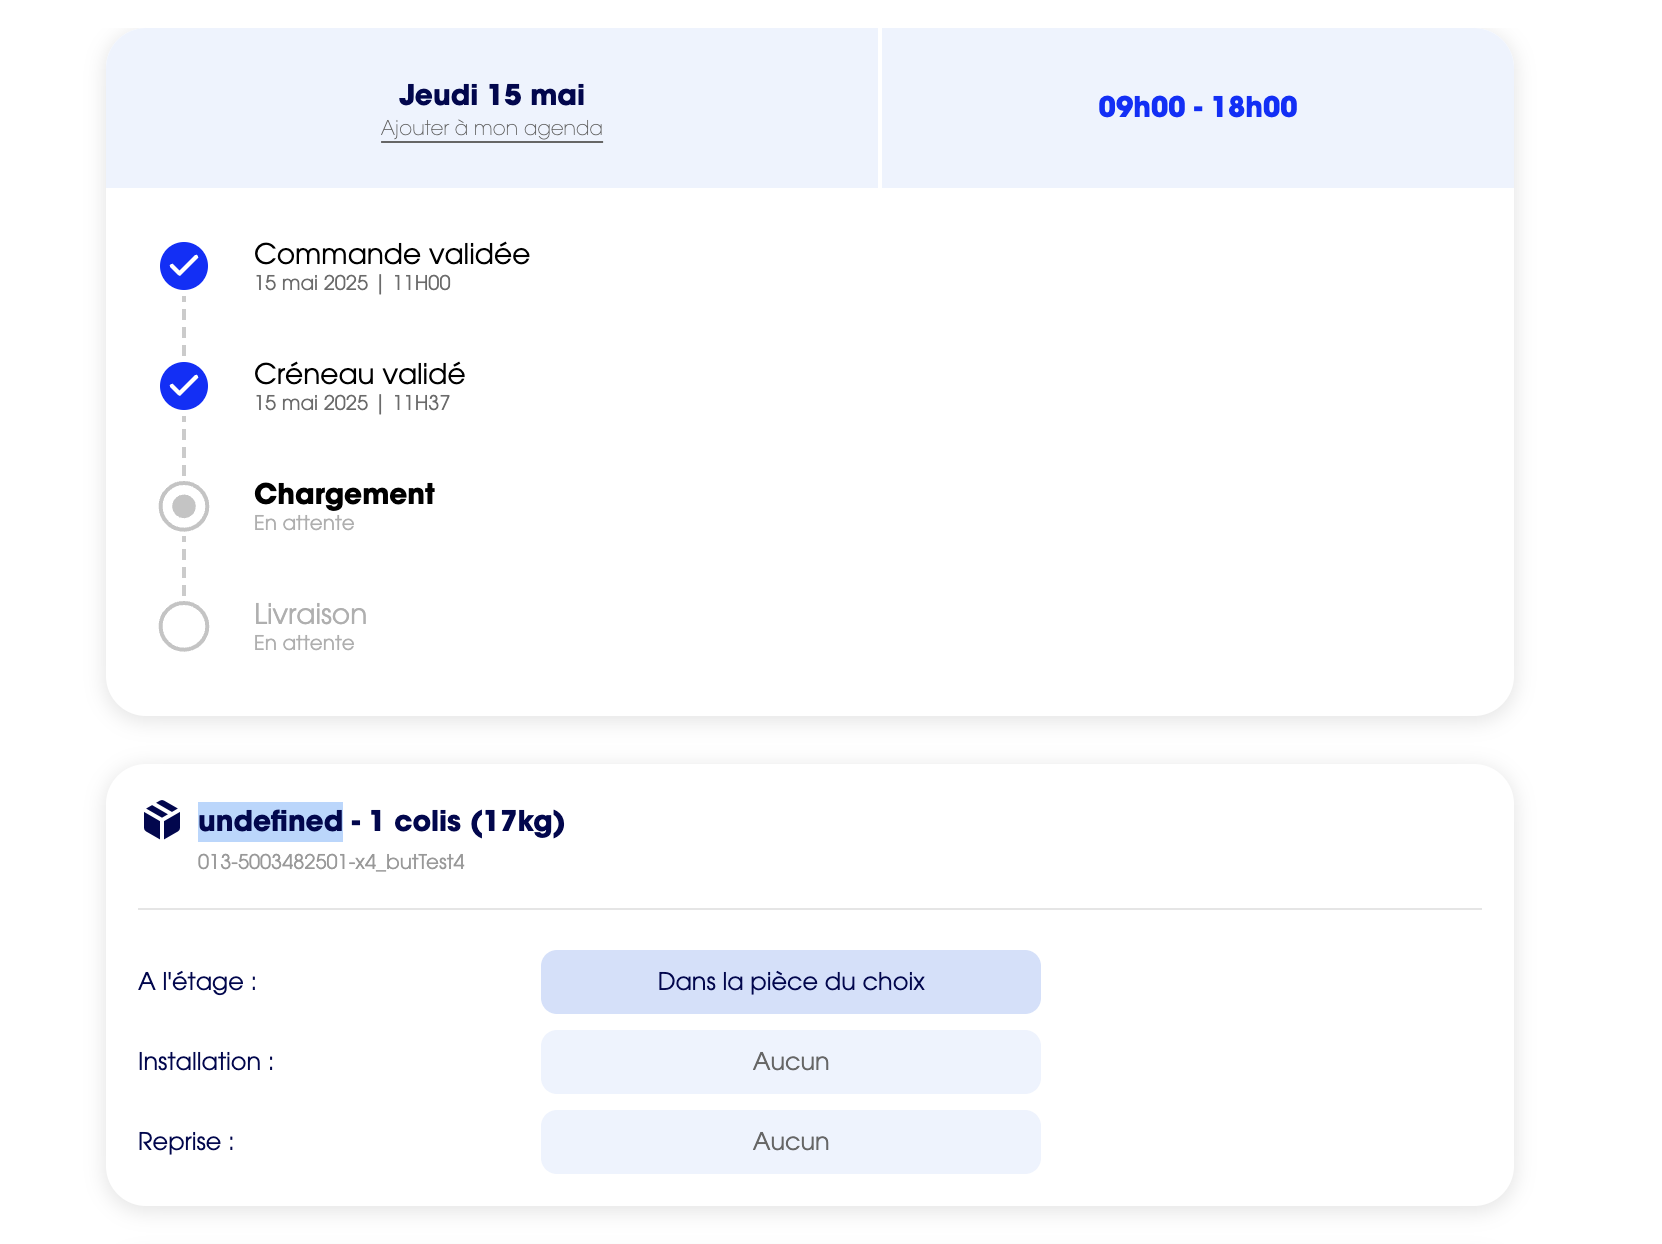 Jeudi 15 mai
Ajouter à mon agenda
09h00 - 18h00
Commande validée
15 mai 2025 | 11H00
Créneau validé
15 mai 2025 | 11H37
Chargement
En attente
Livraison
En attente
undefined - 1 colis (17kg)
013-5003482501-x4_butTest4
A l'étage :
Dans la pièce du choix
Installation :
Aucun
Reprise :
Aucun